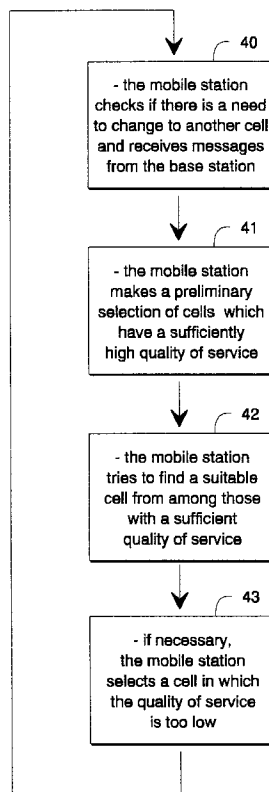 40
- the mobile station
checks if there is a need
to change to another cell
and receives messages
from the base station
41
- the mobile station
makes a preliminary
selection of cells which
have a sufficiently
high quality of service
42
- the mobile station
tries to find a suitable
cell from among those
with a sufficient
quality of service
43
- if necessary,
the mobile station
selects a cell in which
the quality of service
is too low